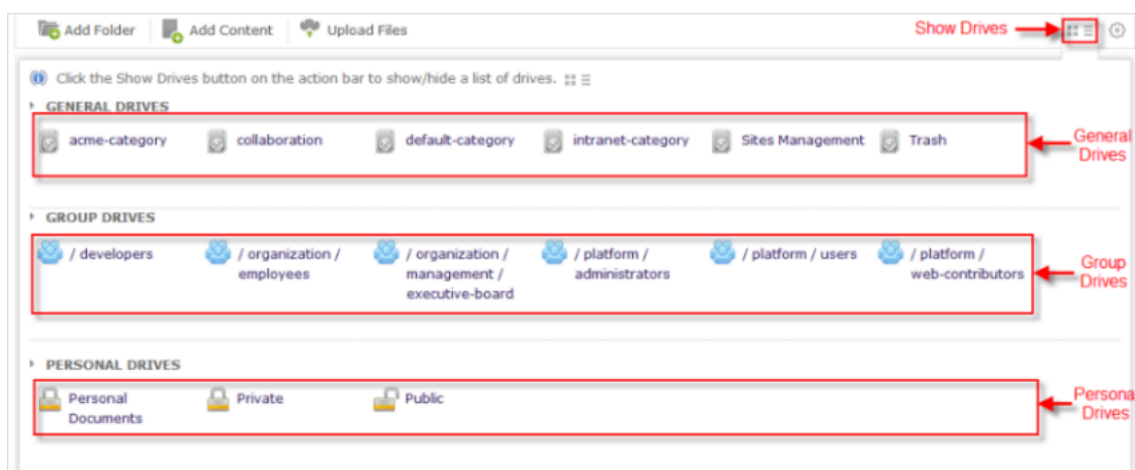 Add Folder Add Content Upload Files Show Drives
Click the Show Drives button on the action bar to show/hide a list of drives.
GENERAL DRIVES
acme-category collaboration default-category intranet-category Sites Management Trash
General
Drives
GROUP DRIVES
/ developers / organization / / organization / / platform / / platform / users / platform /
employees management / administrators web-contributors
executive-board
Group
Drives
PERSONAL DRIVES
Personal Private Public
Documents
Persona
Drives